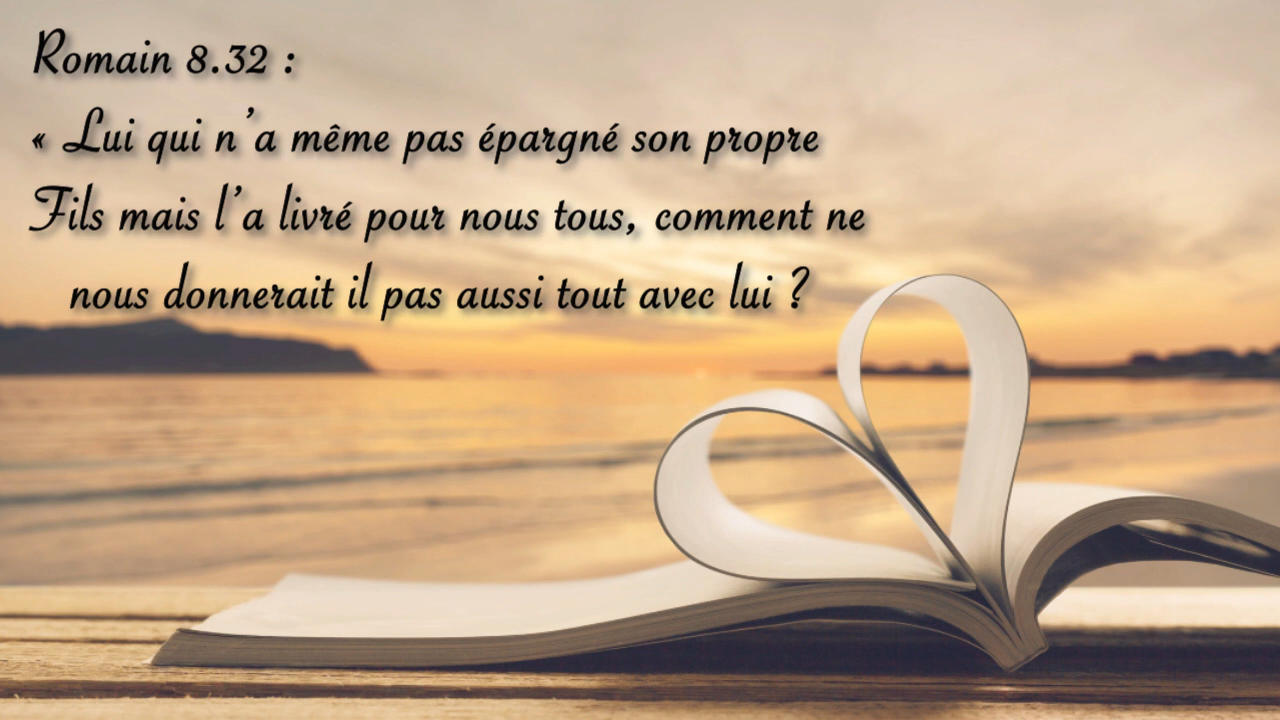 Romain 8.32 :
« Lui qui n’a même pas épargné son propre
Fils mais l’a livré pour nous tous, comment ne
nous donnerait il pas aussi tout avec lui ?